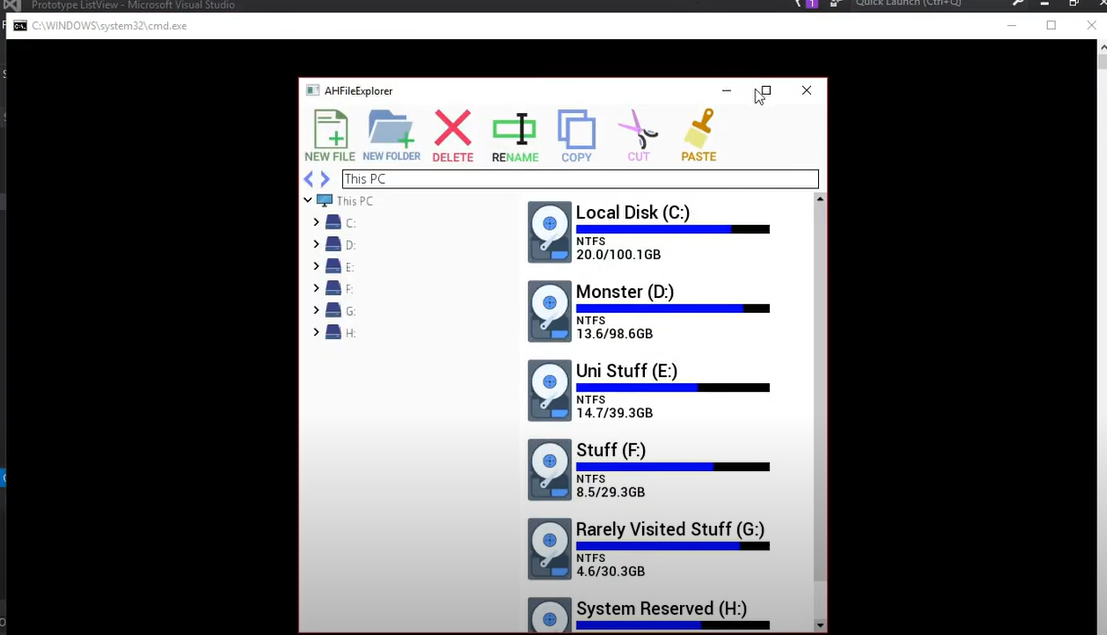 Prototype ListView - Microsoft Visual Studio
1
Quick Launch (Ctrl+Q)
C:\WINDOWS\system32\cmd.exe
AHFileExplorer
NEW FILE
NEW FOLDER
DELETE
RENAME
COPY
CUT
PASTE
This PC
This PC
C:
D:
E:
F:
G:
H:
Local Disk (C:)
NTFS
20.0/100.1GB
Monster (D:)
NTFS
13.6/98.6GB
Uni Stuff (E:)
NTFS
14.7/39.3GB
Stuff (F:)
NTFS
8.5/29.3GB
Rarely Visited Stuff (G:)
NTFS
4.6/30.3GB
System Reserved (H:)